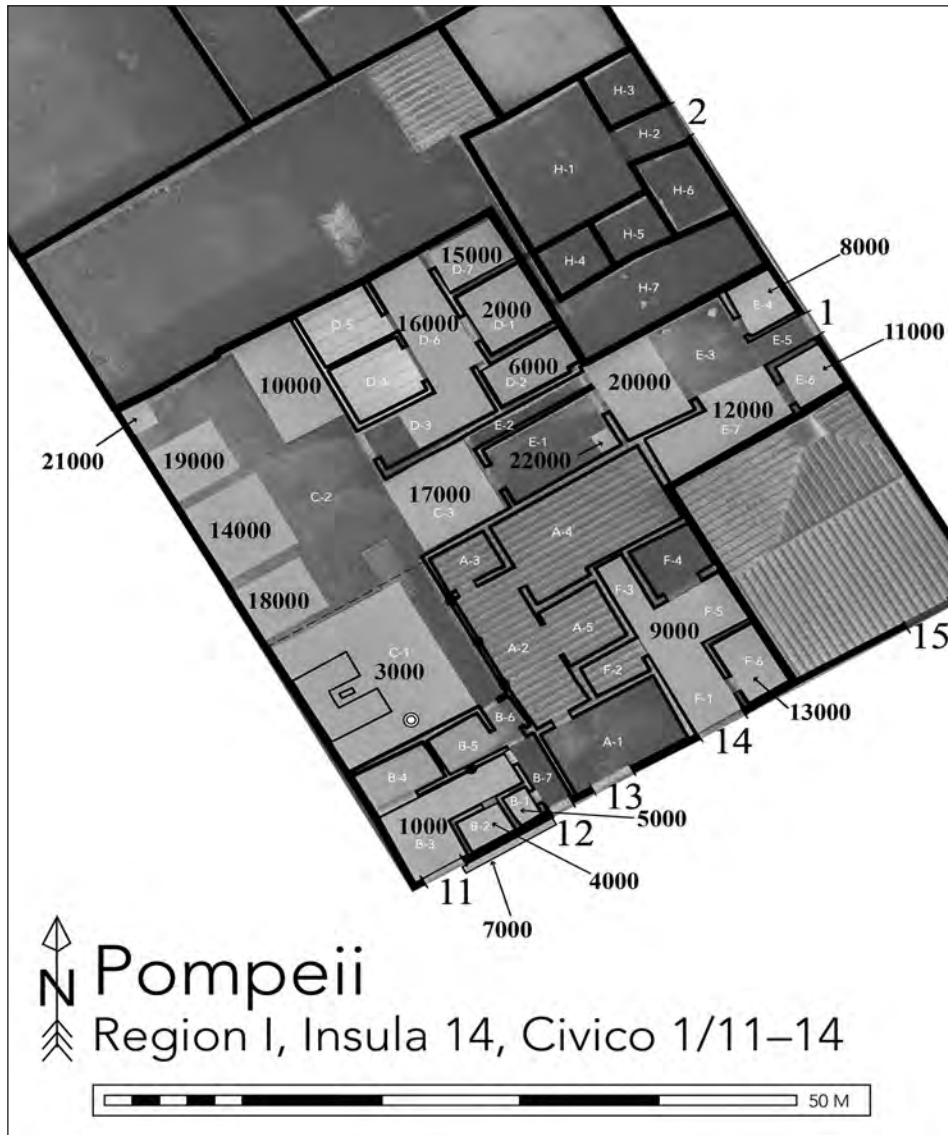 H-3
2
H-2
H-1
H-6
15000
D-7
H-5
8000
H-4
2000
D-1
H-7
E-4
1
D-5
16000
D-6
E-5
11000
6000
D-2
E-3
10000
D-4
20000
E-6
21000
D-3
E-2
E-1
12000
E-7
19000
22000
C-2
17000
C-3
14000
A-4
A-3
F-4
18000
F-3
F-5
A-5
9000
C-1
3000
A-2
F-2
F-6
15
B-6
F-1
13000
B-5
A-1
14
B-4
B-7
13
1000
B-1
5000
B-2
12
B-3
11
4000
7000
N
Pompeii
Region I, Insula 14, Civico 1/11–14
50 M